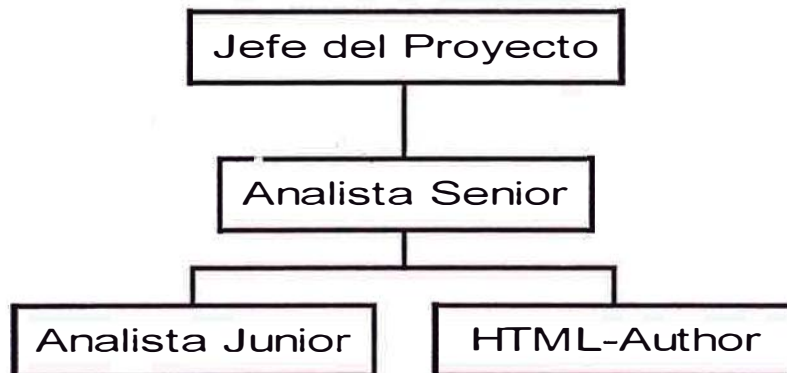 Jefe del Proyecto
Analista Senior
Analista Junior
HTML-Author